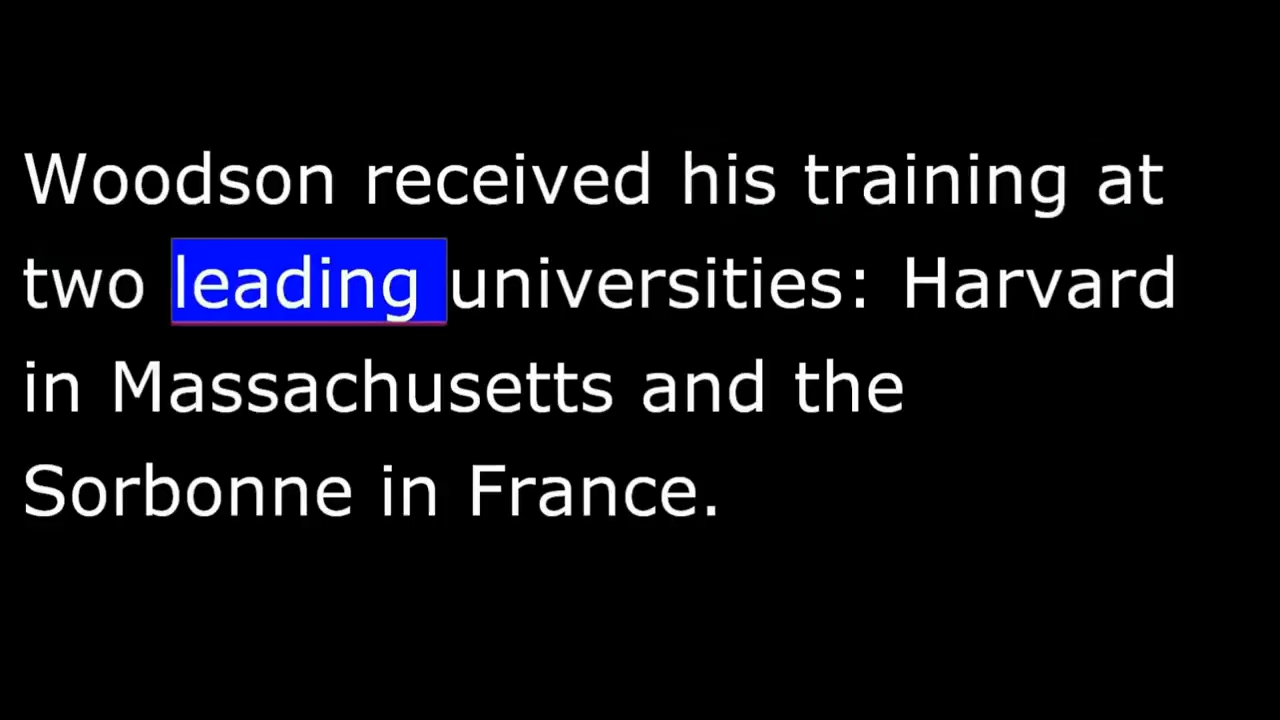 Woodson received his training at
two leading universities: Harvard
in Massachusetts and the
Sorbonne in France.